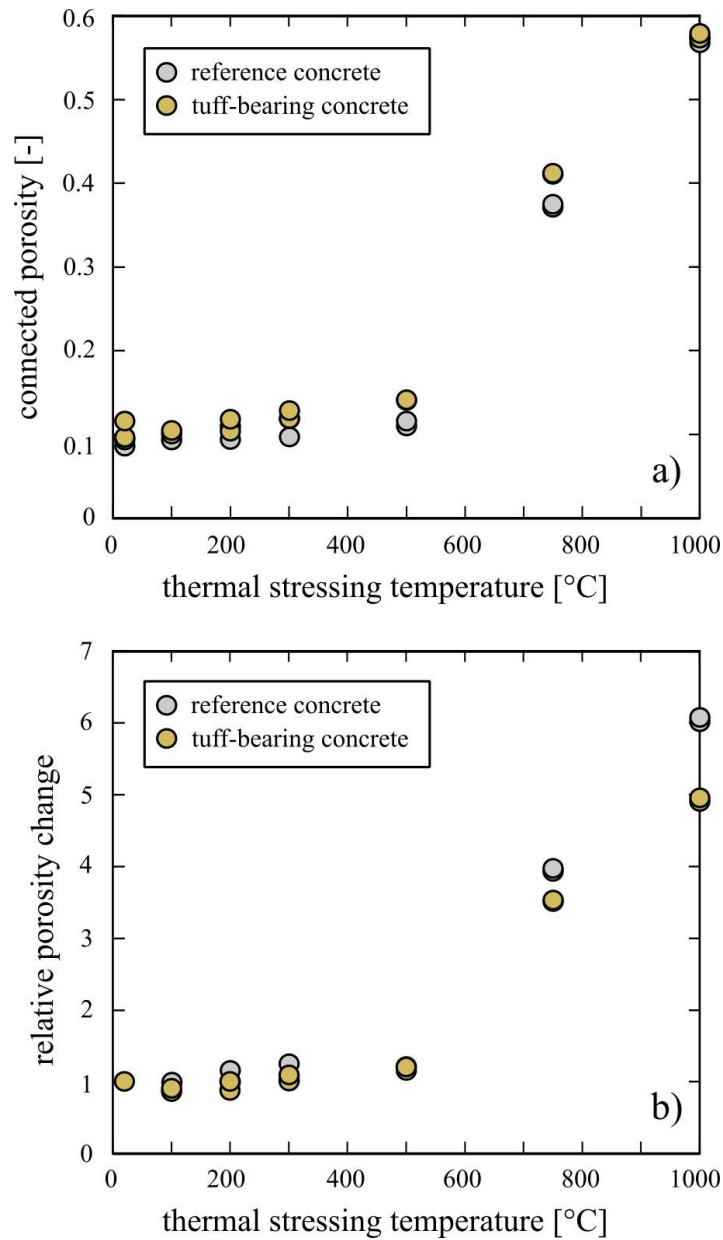 0.6
0.5
0.4
0.3
0.2
0.1
0
connected porosity [-]
reference concrete
tuff-bearing concrete
a)
0 200 400 600 800 1000
thermal stressing temperature [°C]
7
6
5
4
3
2
1
0
relative porosity change
reference concrete
tuff-bearing concrete
b)
0 200 400 600 800 1000
thermal stressing temperature [°C]